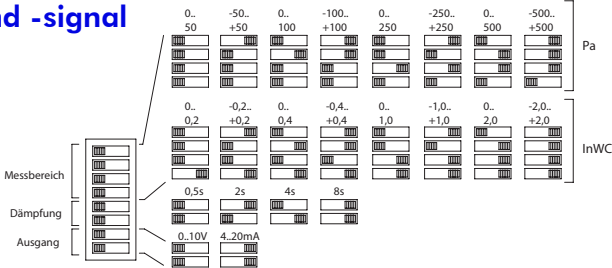 nd -signal
0.. -50.. 0.. -100.. 0.. -250.. 0.. -500..
50 +50 100 +100 250 +250 500 +500
Pa
0.. -0,2.. 0.. -0,4.. 0.. -1,0.. 0.. -2,0..
0,2 +0,2 0,4 +0,4 1,0 +1,0 2,0 +2,0
InWC
Messbereich
0,5s 2s 4s 8s
Dämpfung
Ausgang
0..10V 4..20mA